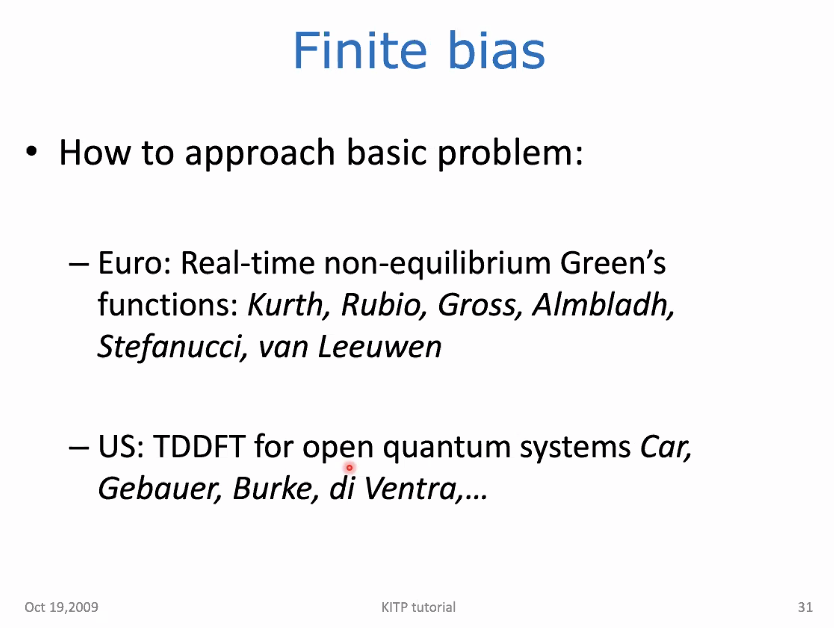 Finite bias
• How to approach basic problem:
– Euro: Real-time non-equilibrium Green’s
functions: Kurth, Rubio, Gross, Almbladh,
Stefanucci, van Leeuwen
– US: TDDFT for open quantum systems Car,
Gebauer, Burke, di Ventra,…
Oct 19,2009 KITP tutorial 31